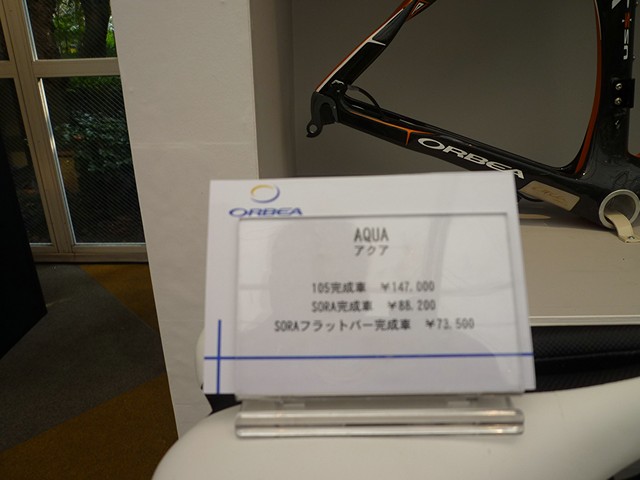 ORBEA
ORBEA
AQUA
アクア
105完成車 ¥147.000
SORA完成車 ¥88.200
SORAフラットバー完成車 ¥73.500